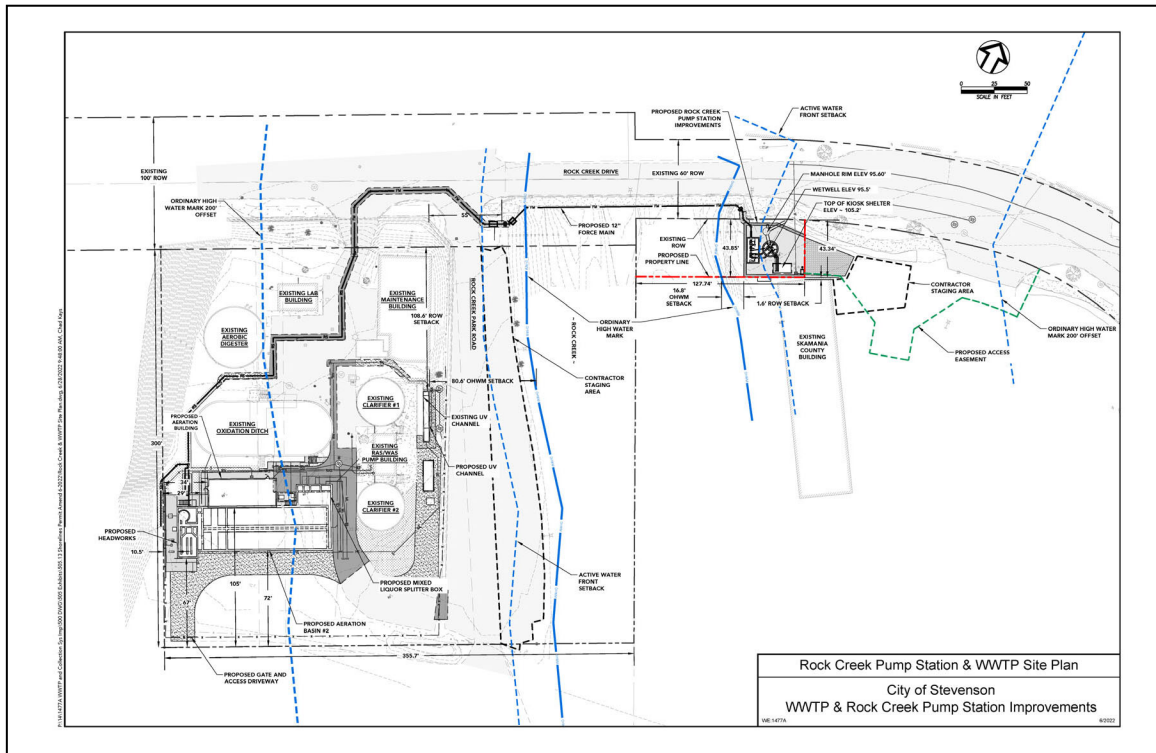 0 25 50
SCALE IN FEET
ACTIVE WATER
FRONT SETBACK
PROPOSED ROCK CREEK
PUMP STATION
IMPROVEMENTS
EXISTING
100' ROW
ROCK CREEK DRIVE
EXISTING 60' ROW
MANHOLE RIM ELEV 95.60'
WETWELL ELEV 95.5'
TOP OF KIOSK SHELTER
ELEV ~ 105.2'
ORDINARY HIGH
WATER MARK 200'
OFFSET
55'
PROPOSED 12"
FORCE MAIN
EXISTING
ROW
PROPOSED
PROPERTY LINE
43.85'
43.34'
127.74'
16.8'
OHWM
SETBACK
1.6' ROW SETBACK
CONTRACTOR
STAGING AREA
ORDINARY HIGH WATER
MARK 200' OFFSET
PROPOSED ACCESS
EASEMENT
EXISTING
SKAMANIA
COUNTY
BUILDING
EXISTING LAB
BUILDING
EXISTING
MAINTENANCE
BUILDING
108.6' ROW
SETBACK
ROCK CREEK PARK ROAD
- ROCK CREEK -
ORDINARY
HIGH WATER
MARK
EXISTING
AEROBIC
DIGESTER
80.6' OHWM SETBACK
CONTRACTOR
STAGING
AREA
EXISTING
CLARIFIER #1
EXISTING UV
CHANNEL
PROPOSED
AERATION
BUILDING
EXISTING
OXIDATION DITCH
EXISTING
RAS/WAS
PUMP BUILDING
PROPOSED UV
CHANNEL
300'
34'
29'
EXISTING
CLARIFIER #2
PROPOSED
HEADWORKS
10.5'
105'
72'
67'
PROPOSED MIXED
LIQUOR SPLITTER BOX
ACTIVE WATER
FRONT
SETBACK
PROPOSED AERATION
BASIN #2
355.7'
PROPOSED GATE AND
ACCESS DRIVEWAY
Rock Creek Pump Station & WWTP Site Plan
City of Stevenson
WWTP & Rock Creek Pump Station Improvements
WE:1477A
6/2022